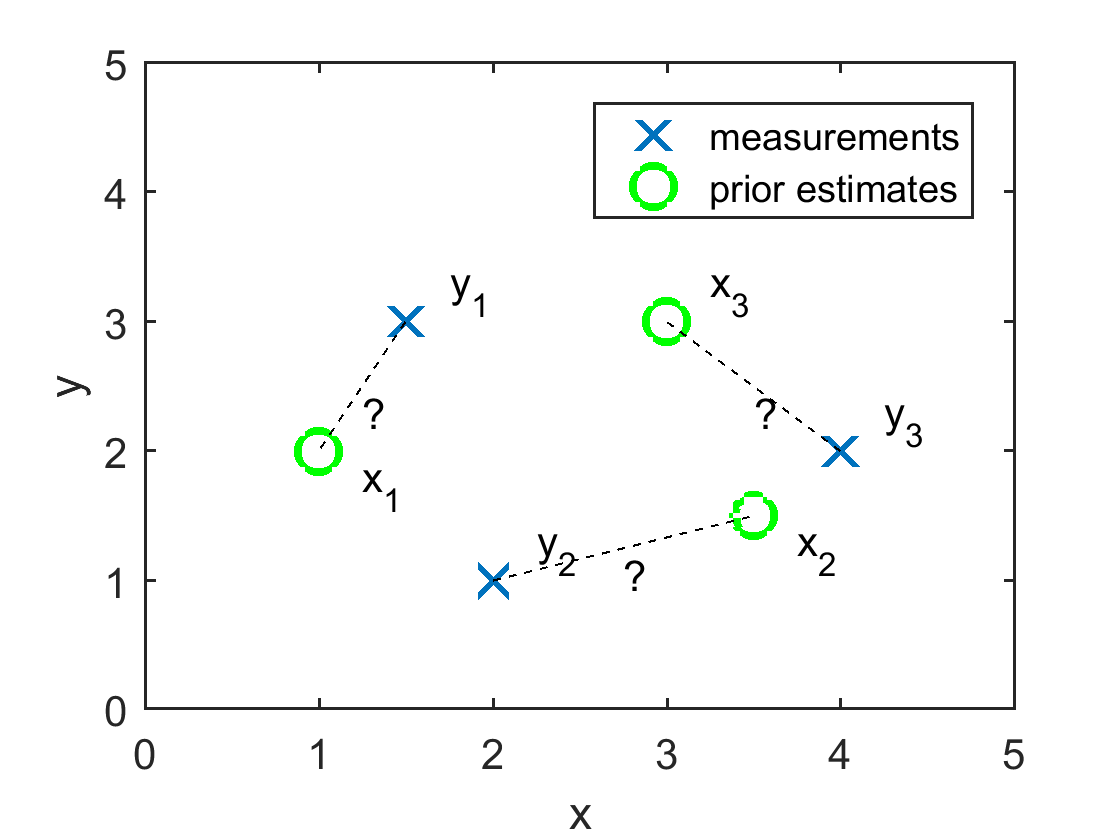 5
measurements
prior estimates
4
y1
x3
3
?
?
y3
y
2
x1
y2
x2
?
1
0
0 1 2 3 4 5
x